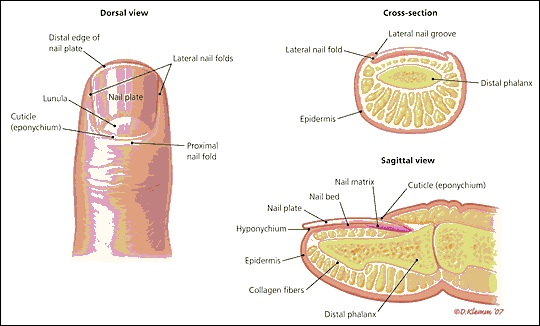 Dorsal view
Distal edge of
nail plate
Lateral nail folds
Nail plate
Lunula
Cuticle
(eponychium)
Proximal
nail fold
Cross-section
Lateral nail groove
Lateral nail fold
Distal phalanx
Epidermis
Sagittal view
Nail matrix
Cuticle (eponychium)
Nail bed
Nail plate
Hyponychium
Epidermis
Collagen fibers
Distal phalanx
©D.Klemm '07